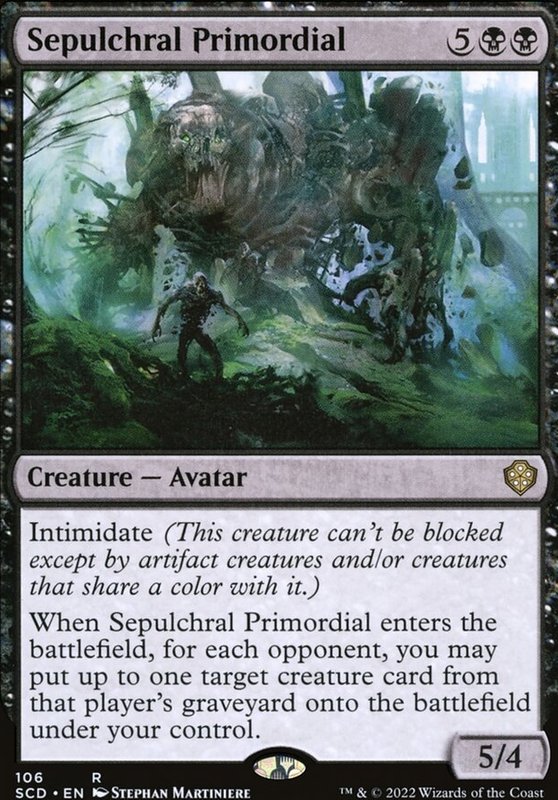 Sepulchral Primordial 5
Creature — Avatar
Intimidate (This creature can't be blocked
except by artifact creatures and/or creatures
that share a color with it.)
When Sepulchral Primordial enters the
battlefield, for each opponent, you may
put up to one target creature card from
that player's graveyard onto the battlefield
under your control.
5/4
106 R
SCD • EN Stephan Martiniere ™ & © 2022 Wizards of the Coast